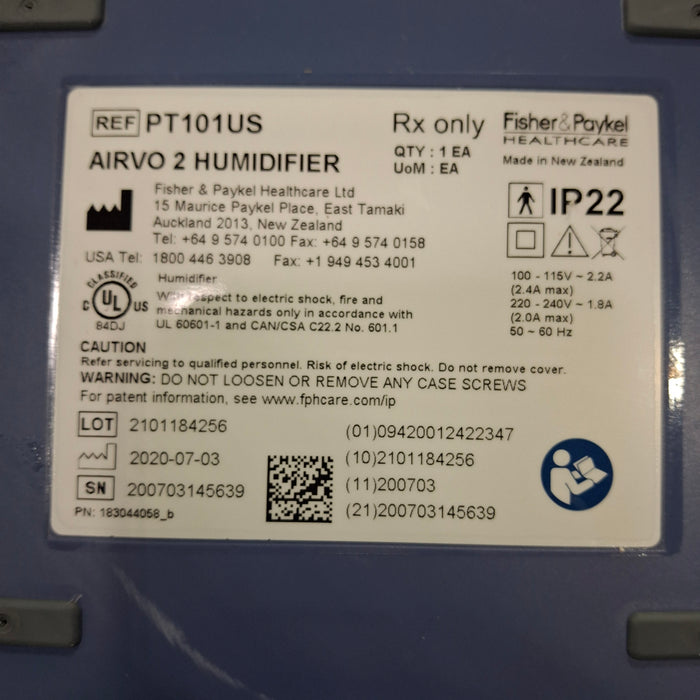 REF PT101US
Rx only
Fisher&Paykel
HEALTHCARE
AIRVO 2 HUMIDIFIER
QTY : 1 EA
UoM : EA
Made in New Zealand
Fisher & Paykel Healthcare Ltd
15 Maurice Paykel Place, East Tamaki
Auckland 2013, New Zealand
Tel: +64 9 574 0100 Fax: +64 9 574 0158
USA Tel: 1800 446 3908 Fax: +1 949 453 4001
IP22
100 - 115V ~ 2.2A
(2.4A max)
220 - 240V ~ 1.8A
(2.0A max)
50 ~ 60 Hz
CLASSIFIED
C UL US
84DJ
Humidifier
With respect to electric shock, fire and
mechanical hazards only in accordance with
UL 60601-1 and CAN/CSA C22.2 No. 601.1
CAUTION
Refer servicing to qualified personnel. Risk of electric shock. Do not remove cover.
WARNING: DO NOT LOOSEN OR REMOVE ANY CASE SCREWS
For patent information, see www.fphcare.com/ip
LOT 2101184256
2020-07-03
SN 200703145639
PN: 183044058_b
(01)09420012422347
(10)2101184256
(11)200703
(21)200703145639